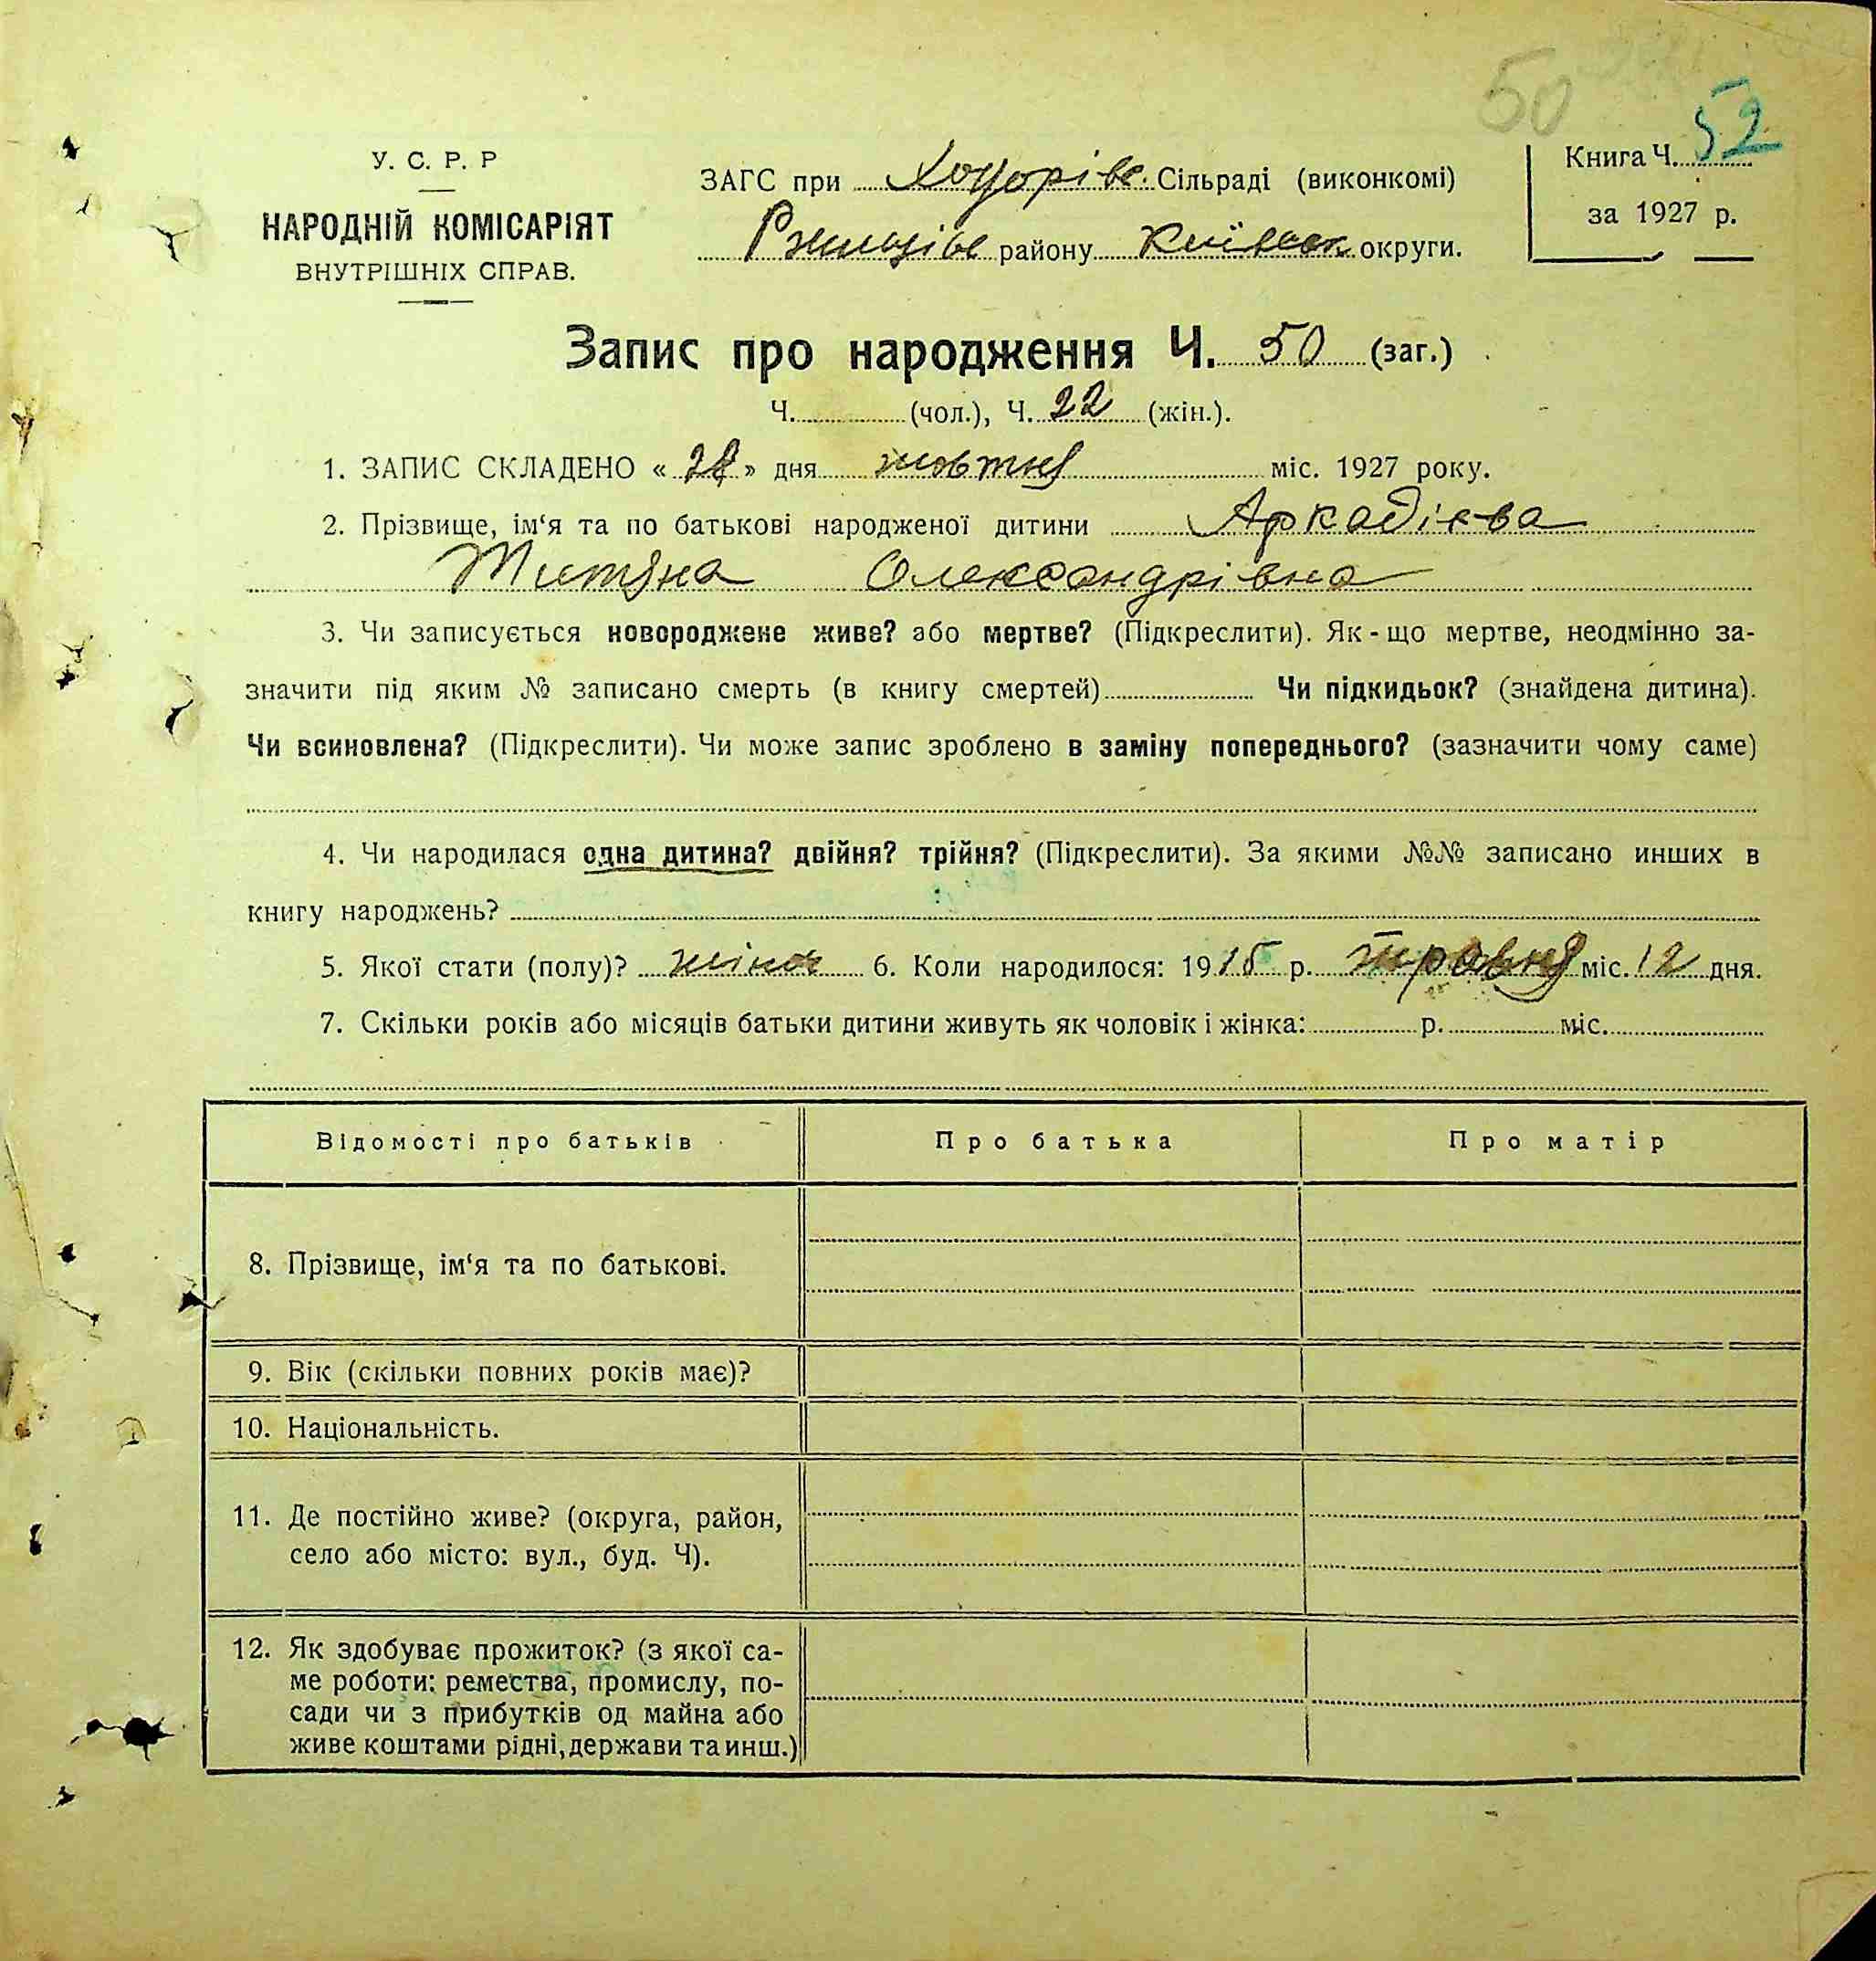 50
52
У. С. Р. Р
НАРОДНІЙ КОМІСАРІЯТ
ВНУТРІШНІХ СПРАВ.
ЗАГС при Ходорівс. Сільраді (виконкомі)
Ржищівс району Київськ округи.
Книга Ч.
за 1927 р.
Запис про народження Ч. 50 (заг.)
Ч. (чол.), Ч. 22 (жін.).
1. ЗАПИС СКЛАДЕНО « » дня жовтня міс. 1927 року.
2. Прізвище, ім‘я та по батькові народженої дитини Аркадієва
Титяна Олександрівна
3. Чи записується новороджене живе? або мертве? (Підкреслити). Як-що мертве, неодмінно за-
значити під яким № записано смерть (в книгу смертей) Чи підкидьок? (знайдена дитина).
Чи всиновлена? (Підкреслити). Чи може запис зроблено в заміну попереднього? (зазначити чому саме)
4. Чи народилася одна дитина? двійня? трійня? (Підкреслити). За якими №№ записано инших в
книгу народжень?
5. Якої стати (полу)? жіноч 6. Коли народилося: 1915 р. травня міс. 12 дня.
7. Скільки років або місяців батьки дитини живуть як чоловік і жінка: р. міс.
Відомості про батьків Про батька Про матір
8. Прізвище, ім‘я та по батькові.
9. Вік (скільки повних років має)?
10. Національність.
11. Де постійно живе? (округа, район,
село або місто: вул., буд. Ч).
12. Як здобуває прожиток? (з якої са-
ме роботи: ремества, промислу, по-
сади чи з прибутків од майна або
живе коштами рідні, держави та инш.)